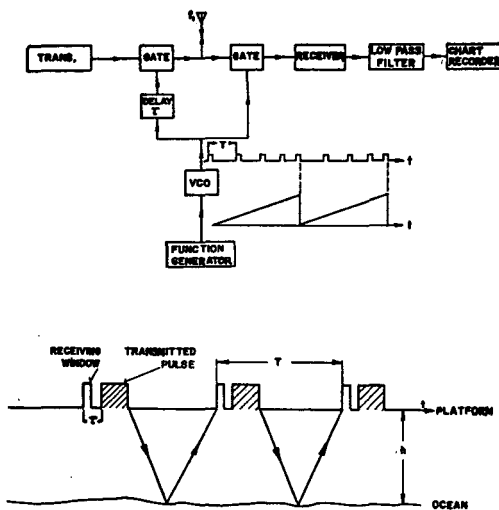 TRANS.
GATE
GATE
RECEIVER
LOW PASS
FILTER
CHART
RECORDER
DELAY
τ
T
t
VCO
t
FUNCTION
GENERATOR
RECEIVING
WINDOW
TRANSMITTED
PULSE
T
τ
t
PLATFORM
h
OCEAN